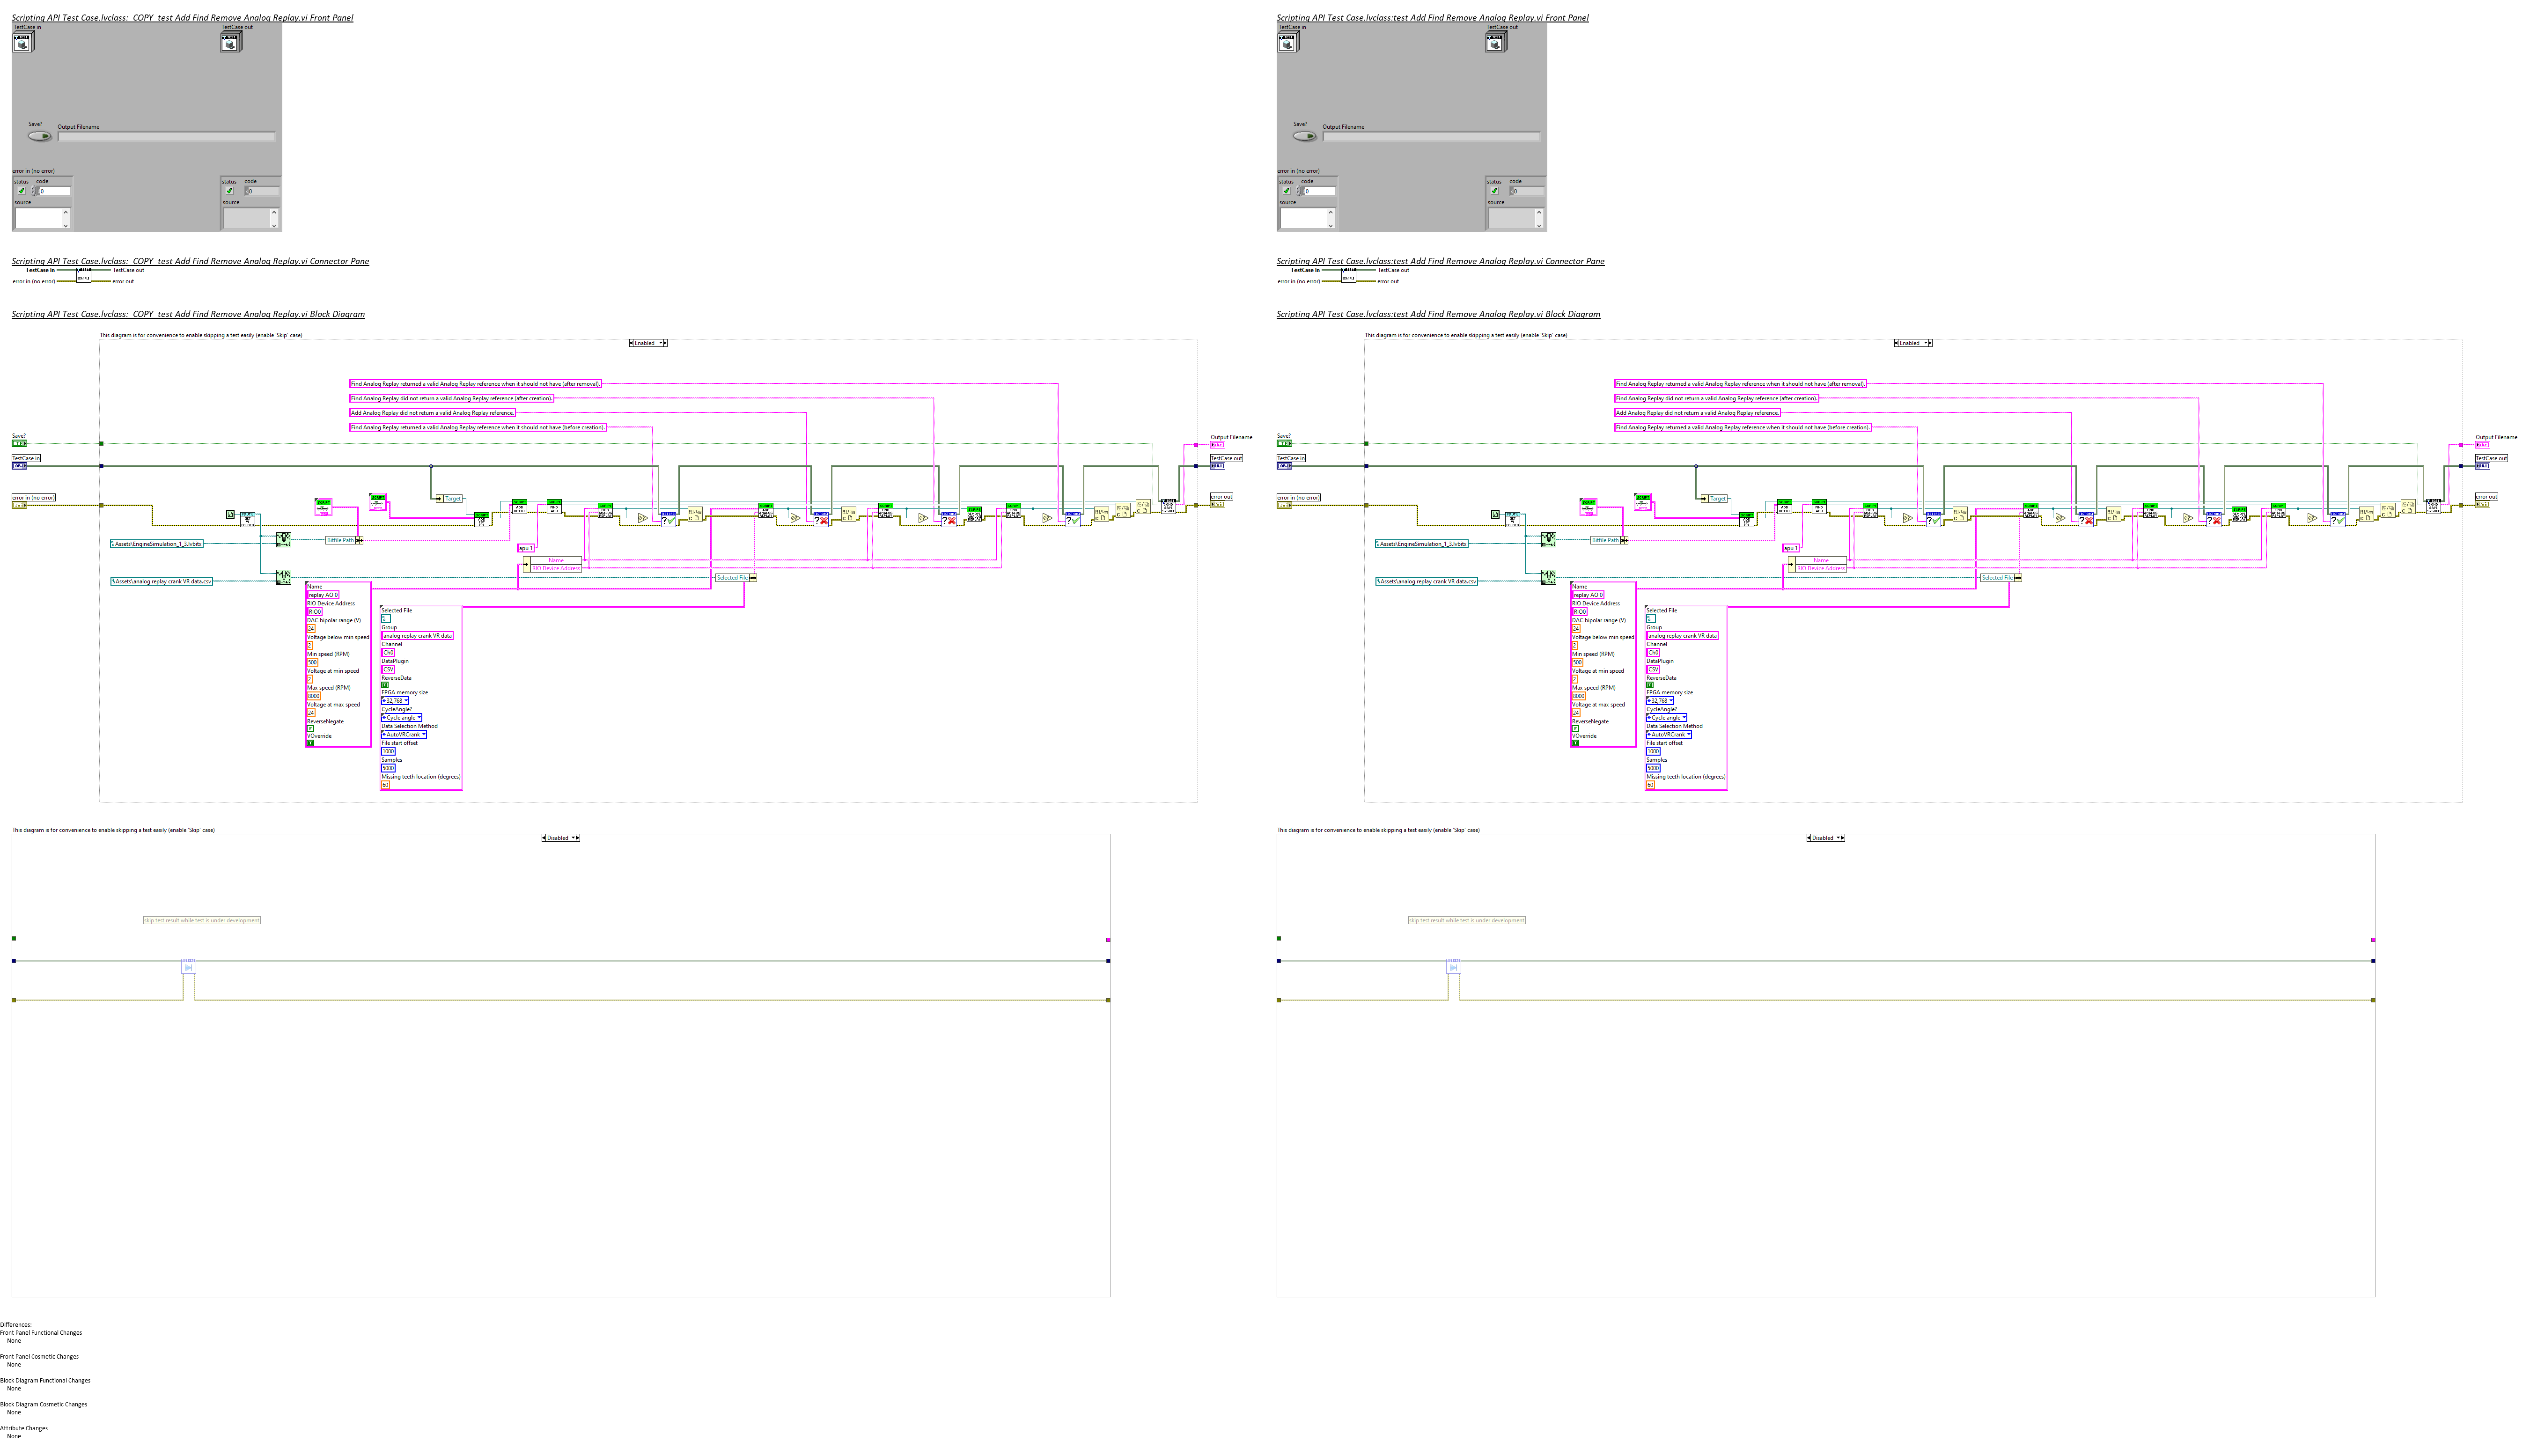 Scripting API Test Case.lvclass:_COPY_test Add Find Remove Analog Replay.vi Front Panel
TestCase in
TestCase out
Save?
Output Filename
error in (no error)
status code
0
source
status code
0
source
Scripting API Test Case.lvclass:_COPY_test Add Find Remove Analog Replay.vi Connector Pane
TestCase in
TestCase out
error in (no error)
error out
Scripting API Test Case.lvclass:_COPY_test Add Find Remove Analog Replay.vi Block Diagram
This diagram is for convenience to enable skipping a test easily (enable 'Skip' case)
Enabled
Find Analog Replay returned a valid Analog Replay reference when it should not have (after removal).
Find Analog Replay did not return a valid Analog Replay reference (after creation).
Add Analog Replay did not return a valid Analog Replay reference.
Find Analog Replay returned a valid Analog Replay reference when it should not have (before creation).
Save?
Output Filename
TestCase in
TestCase out
error in (no error)
error out
Target
%Assets\EngineSimulation_1_3.lvbitx
Bitfile Path
apu 1
Name
RIO Device Address
%Assets\analog replay crank VR data.csv
Selected File
Name
replay AO 0
RIO Device Address
RIO0
DAC bipolar range (V)
24
Voltage below min speed
2
Min speed (RPM)
500
Voltage at min speed
2
Max speed (RPM)
8000
Voltage at max speed
24
ReverseNegate
F
VOverride
Selected File
Group
analog replay crank VR data
Channel
Ch0
DataPlugin
CSV
ReverseData
FPGA memory size
32,768
CycleAngle?
Cycle angle
Data Selection Method
AutoVRCrank
File start offset
1000
Samples
5000
Missing teeth location (degrees)
60
This diagram is for convenience to enable skipping a test easily (enable 'Skip' case)
Disabled
skip test result while test is under development
Scripting API Test Case.lvclass:test Add Find Remove Analog Replay.vi Front Panel
TestCase in
TestCase out
Save?
Output Filename
error in (no error)
status code
0
source
status code
0
source
Scripting API Test Case.lvclass:test Add Find Remove Analog Replay.vi Connector Pane
TestCase in
TestCase out
error in (no error)
error out
Scripting API Test Case.lvclass:test Add Find Remove Analog Replay.vi Block Diagram
This diagram is for convenience to enable skipping a test easily (enable 'Skip' case)
Enabled
Find Analog Replay returned a valid Analog Replay reference when it should not have (after removal).
Find Analog Replay did not return a valid Analog Replay reference (after creation).
Add Analog Replay did not return a valid Analog Replay reference.
Find Analog Replay returned a valid Analog Replay reference when it should not have (before creation).
Save?
Output Filename
TestCase in
TestCase out
error in (no error)
error out
Target
%Assets\EngineSimulation_1_3.lvbitx
Bitfile Path
apu 1
Name
RIO Device Address
%Assets\analog replay crank VR data.csv
Selected File
Name
replay AO 0
RIO Device Address
RIO0
DAC bipolar range (V)
24
Voltage below min speed
2
Min speed (RPM)
500
Voltage at min speed
2
Max speed (RPM)
8000
Voltage at max speed
24
ReverseNegate
F
VOverride
Selected File
Group
analog replay crank VR data
Channel
Ch0
DataPlugin
CSV
ReverseData
FPGA memory size
32,768
CycleAngle?
Cycle angle
Data Selection Method
AutoVRCrank
File start offset
1000
Samples
5000
Missing teeth location (degrees)
60
This diagram is for convenience to enable skipping a test easily (enable 'Skip' case)
Disabled
skip test result while test is under development
Differences:
Front Panel Functional Changes
None
Front Panel Cosmetic Changes
None
Block Diagram Functional Changes
None
Block Diagram Cosmetic Changes
None
Attribute Changes
None